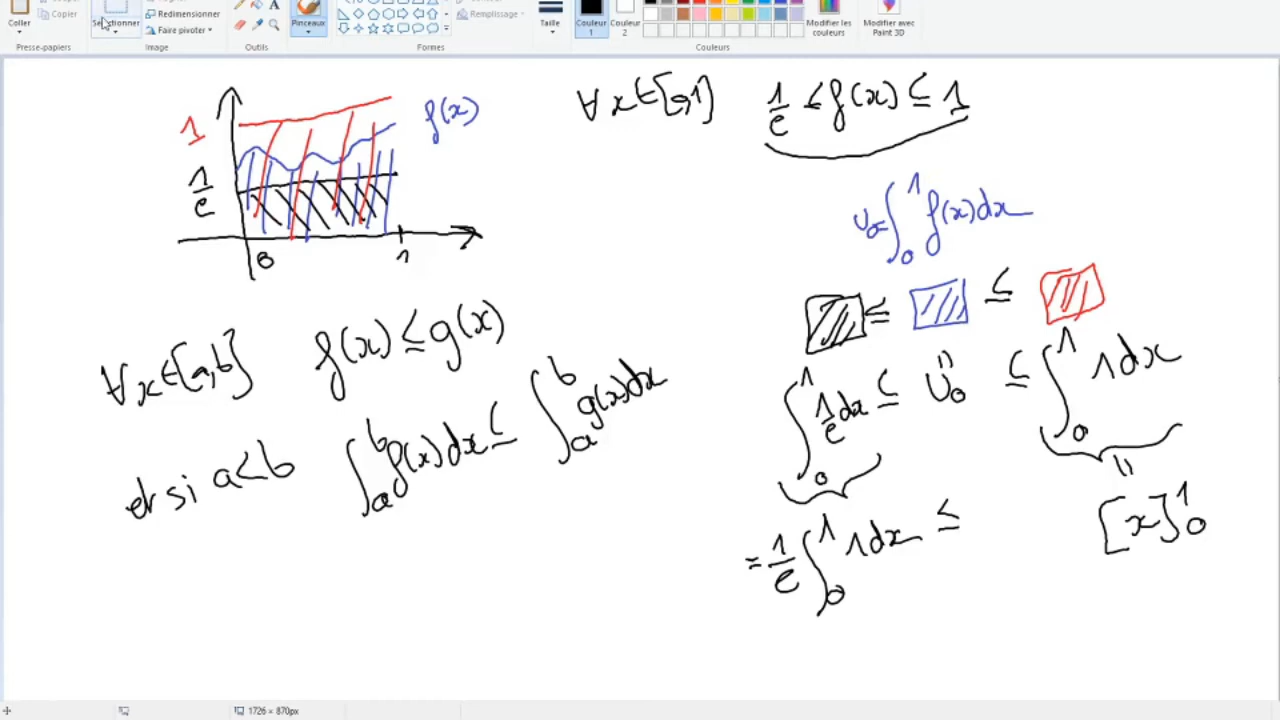 Coller
Copier
Sélectionner
Redimensionner
Faire pivoter
Pinceaux
Remplissage
Taille
Couleur 1
Couleur 2
Modifier les couleurs
Modifier avec Paint 3D
Presse-papiers
Image
Outils
Formes
Couleurs
1
1/e
0
1
f(x)
∀x∈[0,1] 1/e ≤ f(x) ≤ 1
U₀=∫₀¹ f(x)dx
≤ ≤
∀x∈[a,b] f(x) ≤ g(x)
et si a<b ∫ₐᵇ f(x)dx ≤ ∫ₐᵇ g(x)dx
∫₀¹ 1/e dx ≤ U₀ ≤ ∫₀¹ 1dx
= 1/e ∫₀¹ 1dx ≤ [x]₀¹
1726 × 870px